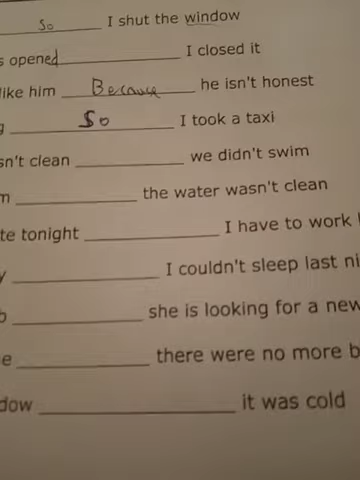 so I shut the window
s opened I closed it
like him Because he isn't honest
g So I took a taxi
sn't clean we didn't swim
m the water wasn't clean
te tonight I have to work
y I couldn't sleep last ni
b she is looking for a new
e there were no more b
dow it was cold